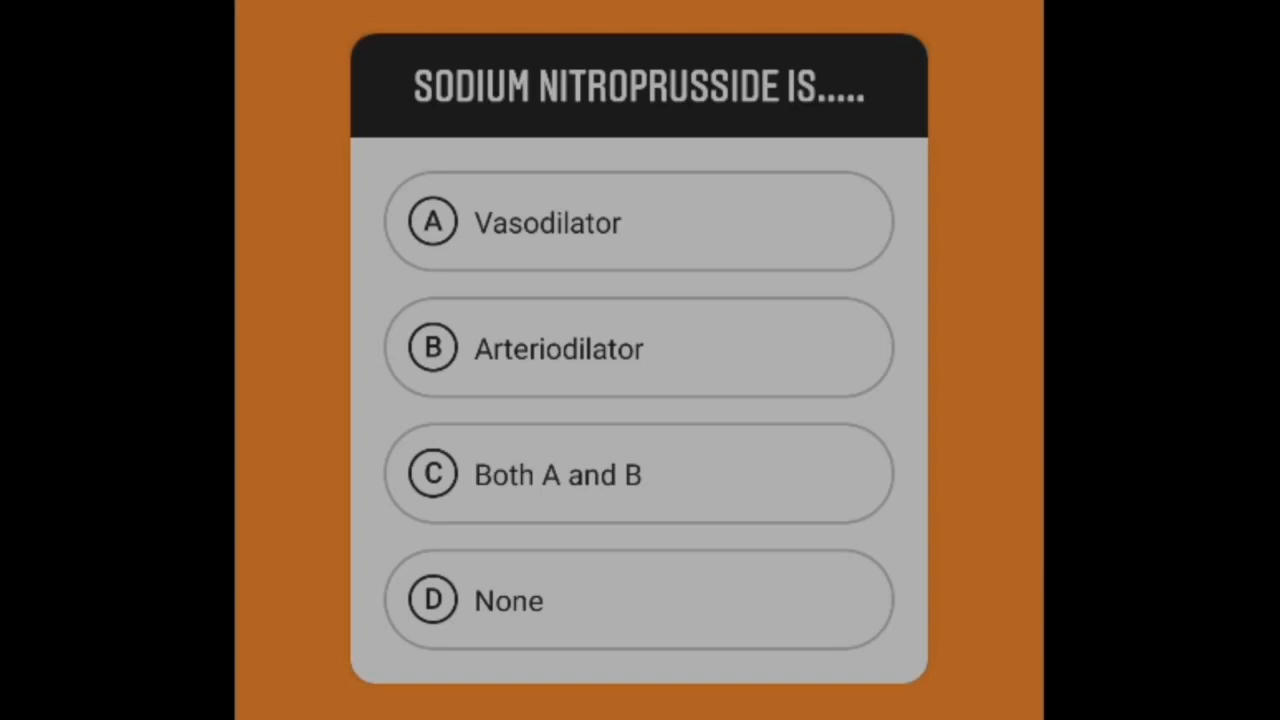 SODIUM NITROPRUSSIDE IS.....
A Vasodilator
B Arteriodilator
C Both A and B
D None